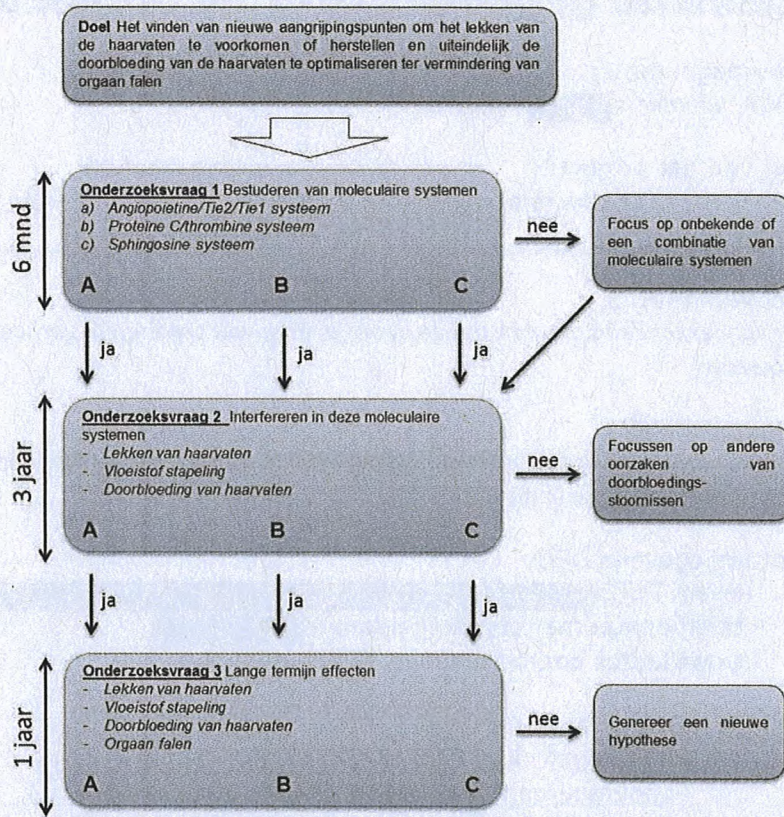 Doel Het vinden van nieuwe aangrijpingspunten om het lekken van
de haarvaten te voorkomen of herstellen en uiteindelijk de
doorbloeding van de haarvaten te optimaliseren ter vermindering van
orgaan falen
6 mnd
Onderzoeksvraag 1 Bestuderen van moleculaire systemen
a) Angiopoietine/Tie2/Tie1 systeem
b) Proteine C/thrombine systeem
c) Sphingosine systeem
A B C
nee
Focus op onbekende of
een combinatie van
moleculaire systemen
ja ja ja
3 jaar
Onderzoeksvraag 2 Interfereren in deze moleculaire
systemen
- Lekken van haarvaten
- Vloeistof stapeling
- Doorbloeding van haarvaten
A B C
nee
Focussen op andere
oorzaken van
doorbloedings-
stoornissen
ja ja ja
1 jaar
Onderzoeksvraag 3 Lange termijn effecten
- Lekken van haarvaten
- Vloeistof stapeling
- Doorbloeding van haarvaten
- Orgaan falen
A B C
nee
Genereer een nieuwe
hypothese